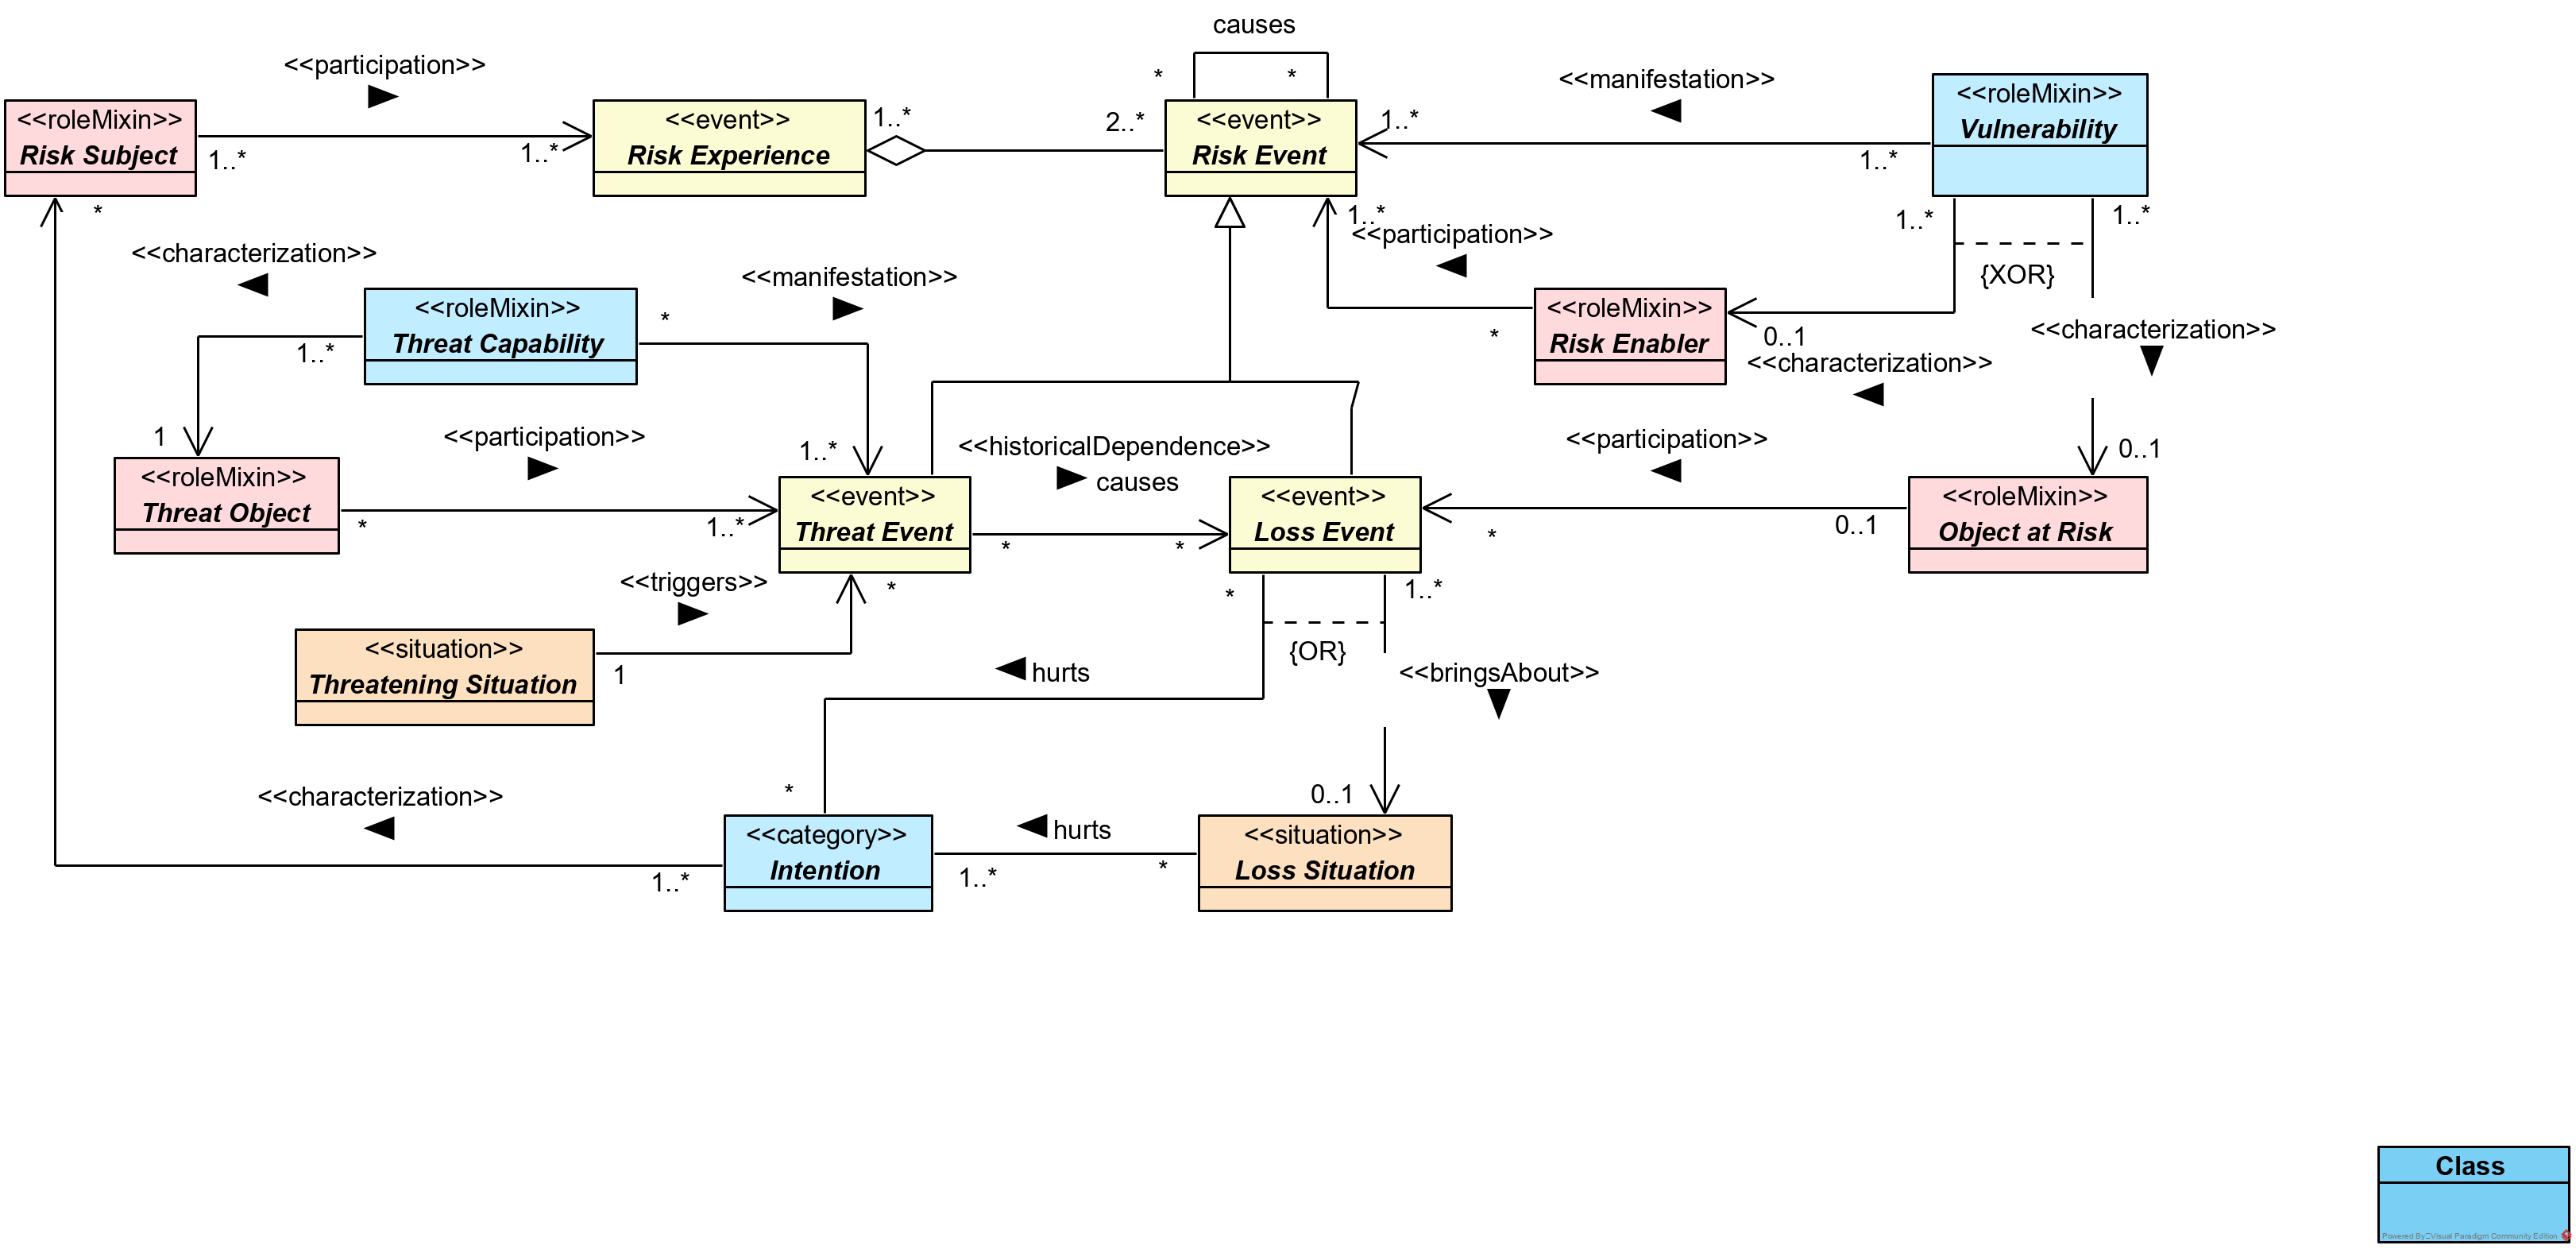 causes
<<participation>>
*
*
<<manifestation>>
<<roleMixin>>
Risk Subject
1..*
1..*
<<event>>
Risk Experience
1..*
2..*
<<event>>
Risk Event
1..*
1..*
<<roleMixin>>
Vulnerability
*
<<characterization>>
<<manifestation>>
1..*
<<participation>>
1..*
1..*
{XOR}
<<roleMixin>>
Threat Capability
1..*
*
<<roleMixin>>
Risk Enabler
*
0..1
<<characterization>>
<<characterization>>
1
<<participation>>
1..*
<<historicalDependence>>
causes
<<participation>>
0..1
<<roleMixin>>
Threat Object
*
1..*
<<event>>
Threat Event
*
*
<<event>>
Loss Event
*
0..1
<<roleMixin>>
Object at Risk
<<triggers>>
*
*
1..*
{OR}
<<situation>>
Threatening Situation
1
hurts
<<bringsAbout>>
<<characterization>>
*
0..1
1..*
<<category>>
Intention
1..*
hurts
*
<<situation>>
Loss Situation
Class
Powered By Visual Paradigm Community Edition